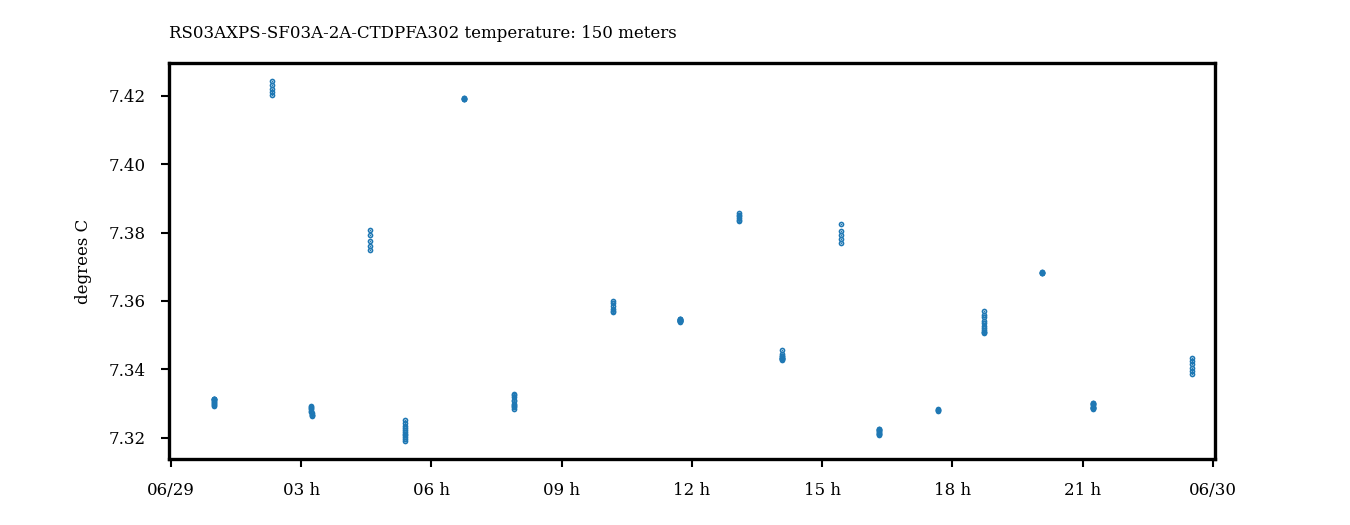 RS03AXPS-SF03A-2A-CTDPFA302 temperature: 150 meters
degrees C
7.42
7.40
7.38
7.36
7.34
7.32
06/29 03 h 06 h 09 h 12 h 15 h 18 h 21 h 06/30